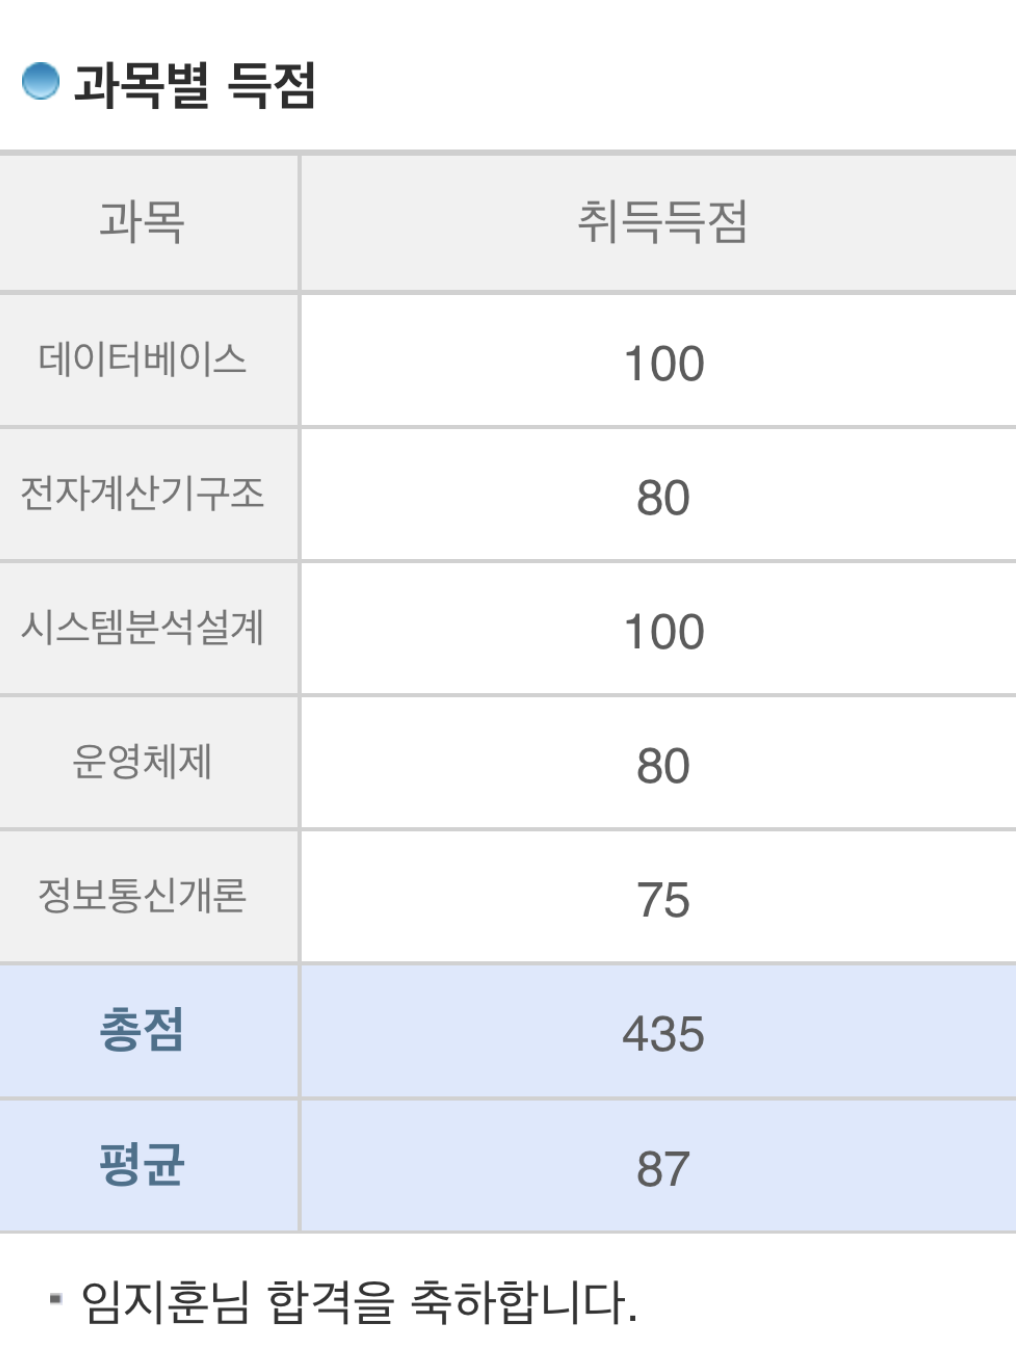 과목별 득점
과목 취득득점
데이터베이스 100
전자계산기구조 80
시스템분석설계 100
운영체제 80
정보통신개론 75
총점 435
평균 87
임지훈님 합격을 축하합니다.